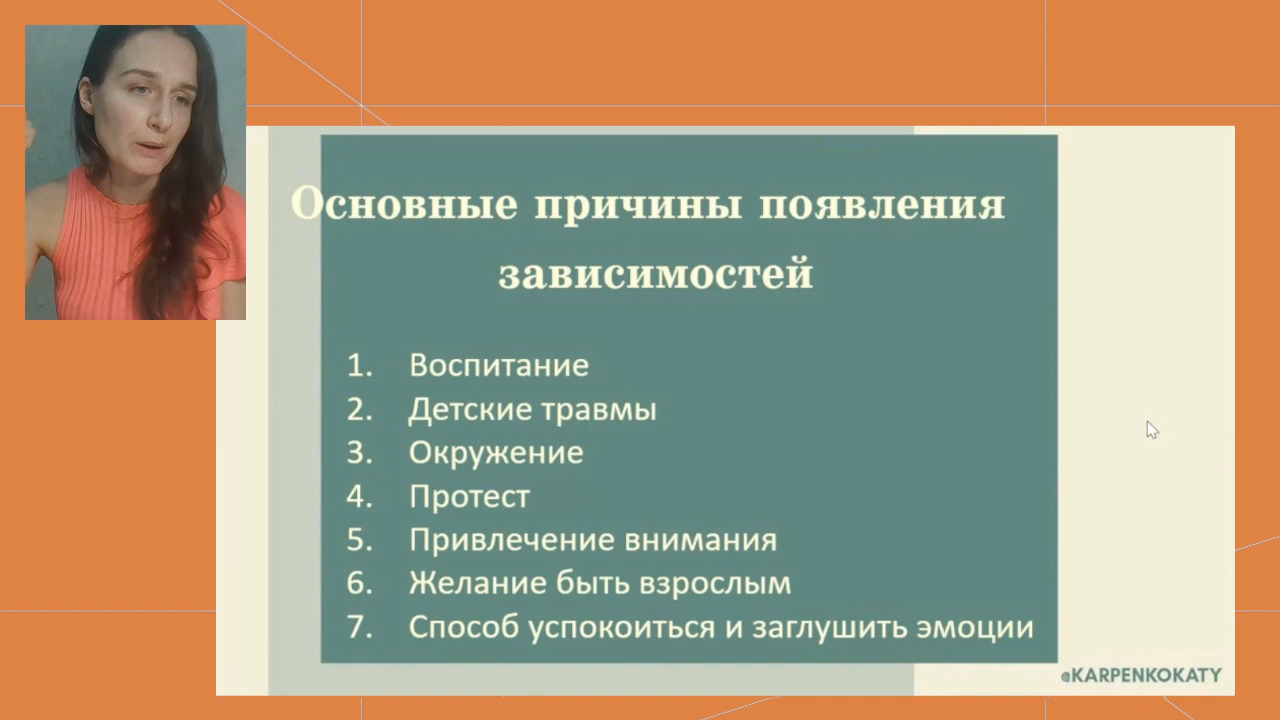 Основные причины появления
зависимостей
1. Воспитание
2. Детские травмы
3. Окружение
4. Протест
5. Привлечение внимания
6. Желание быть взрослым
7. Способ успокоиться и заглушить эмоции
@KARPENKOKATY